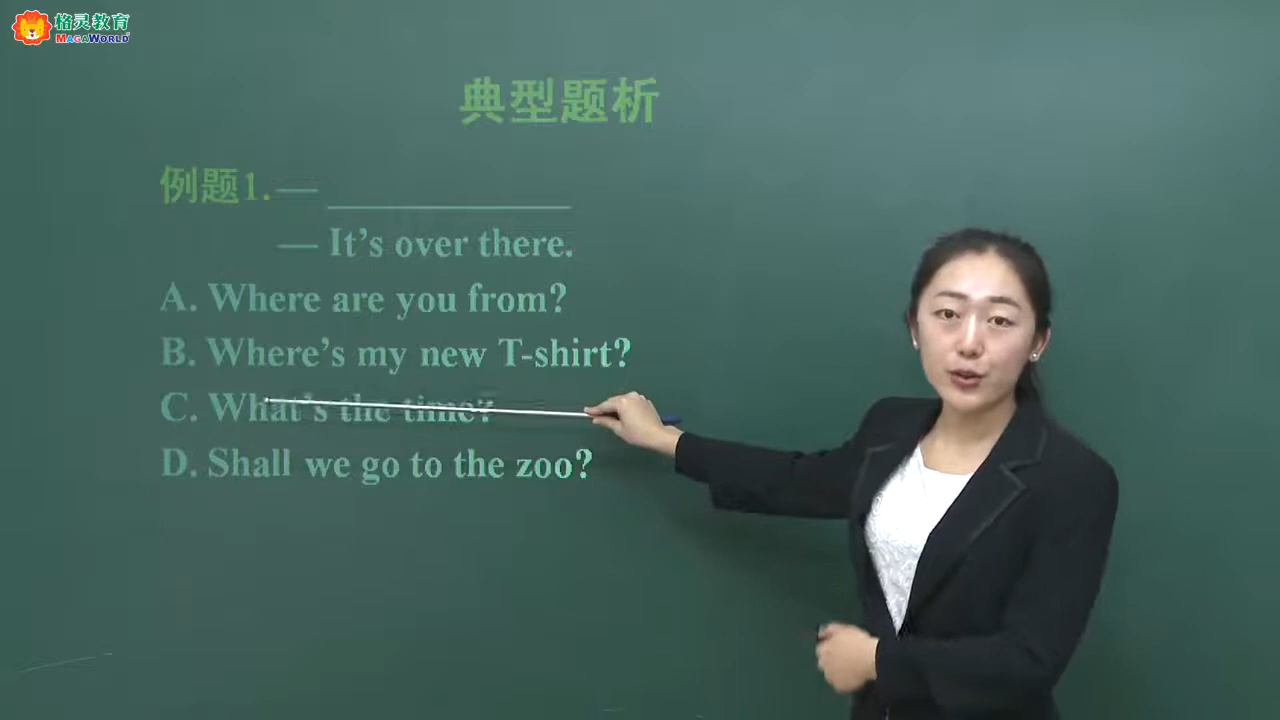 格灵教育
MAGAWORLD
典型题析
例题1. — ____________
— It's over there.
A. Where are you from?
B. Where's my new T-shirt?
C. What's the time?
D. Shall we go to the zoo?